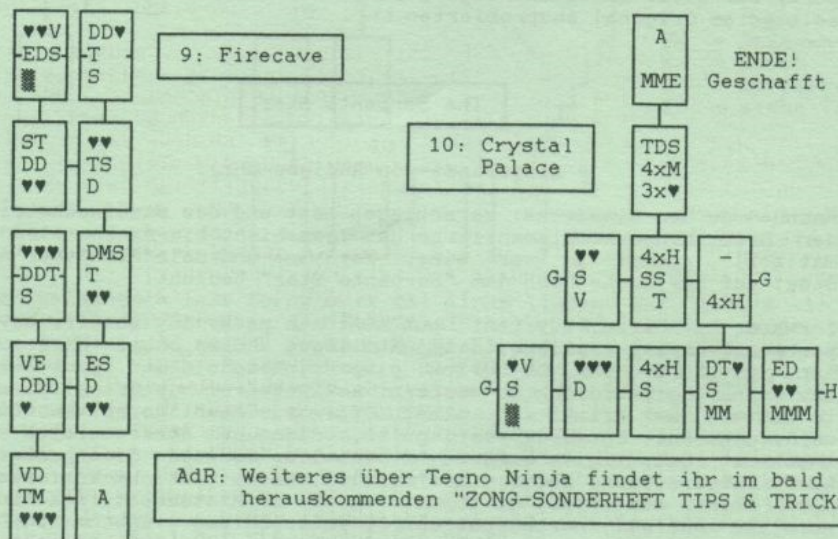 ♥♥V
EDS
▒
DD♥
T
S
9: Firecave
ST
DD
♥♥
♥♥
TS
D
♥♥♥
DDT
S
DMS
T
♥♥
VE
DDD
♥
ES
D
♥♥
VD
TM
♥♥♥
A
A
MME
ENDE!
Geschafft
10: Crystal
Palace
TDS
4xM
3x♥
G
♥♥
S
V
4xH
SS
T
-
4xH
G
G
♥V
S
▒
♥♥♥
D
4xH
S
DT♥
S
MM
ED
♥♥
MMM
H
AdR: Weiteres über Tecno Ninja findet ihr im bald
herauskommenden "ZONG-SONDERHEFT TIPS & TRICK